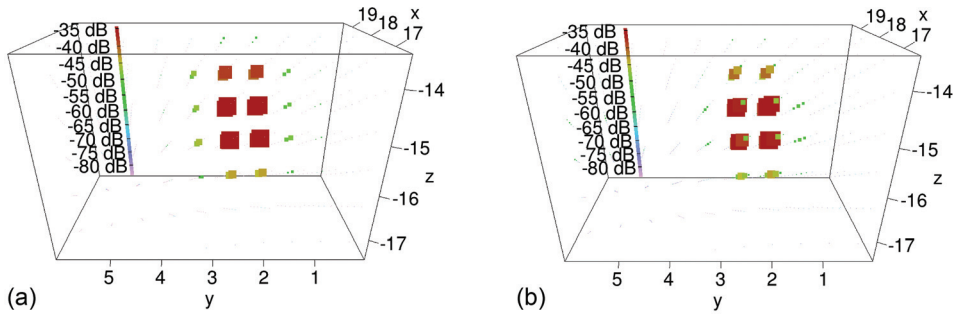 -35 dB
-40 dB
-45 dB
-50 dB
-55 dB
-60 dB
-65 dB
-70 dB
-75 dB
-80 dB
19
18
17
x
-14
-15
-16
-17
z
5
4
3
2
1
y
(a)
-35 dB
-40 dB
-45 dB
-50 dB
-55 dB
-60 dB
-65 dB
-70 dB
-75 dB
-80 dB
19
18
17
x
-14
-15
-16
-17
z
5
4
3
2
1
y
(b)